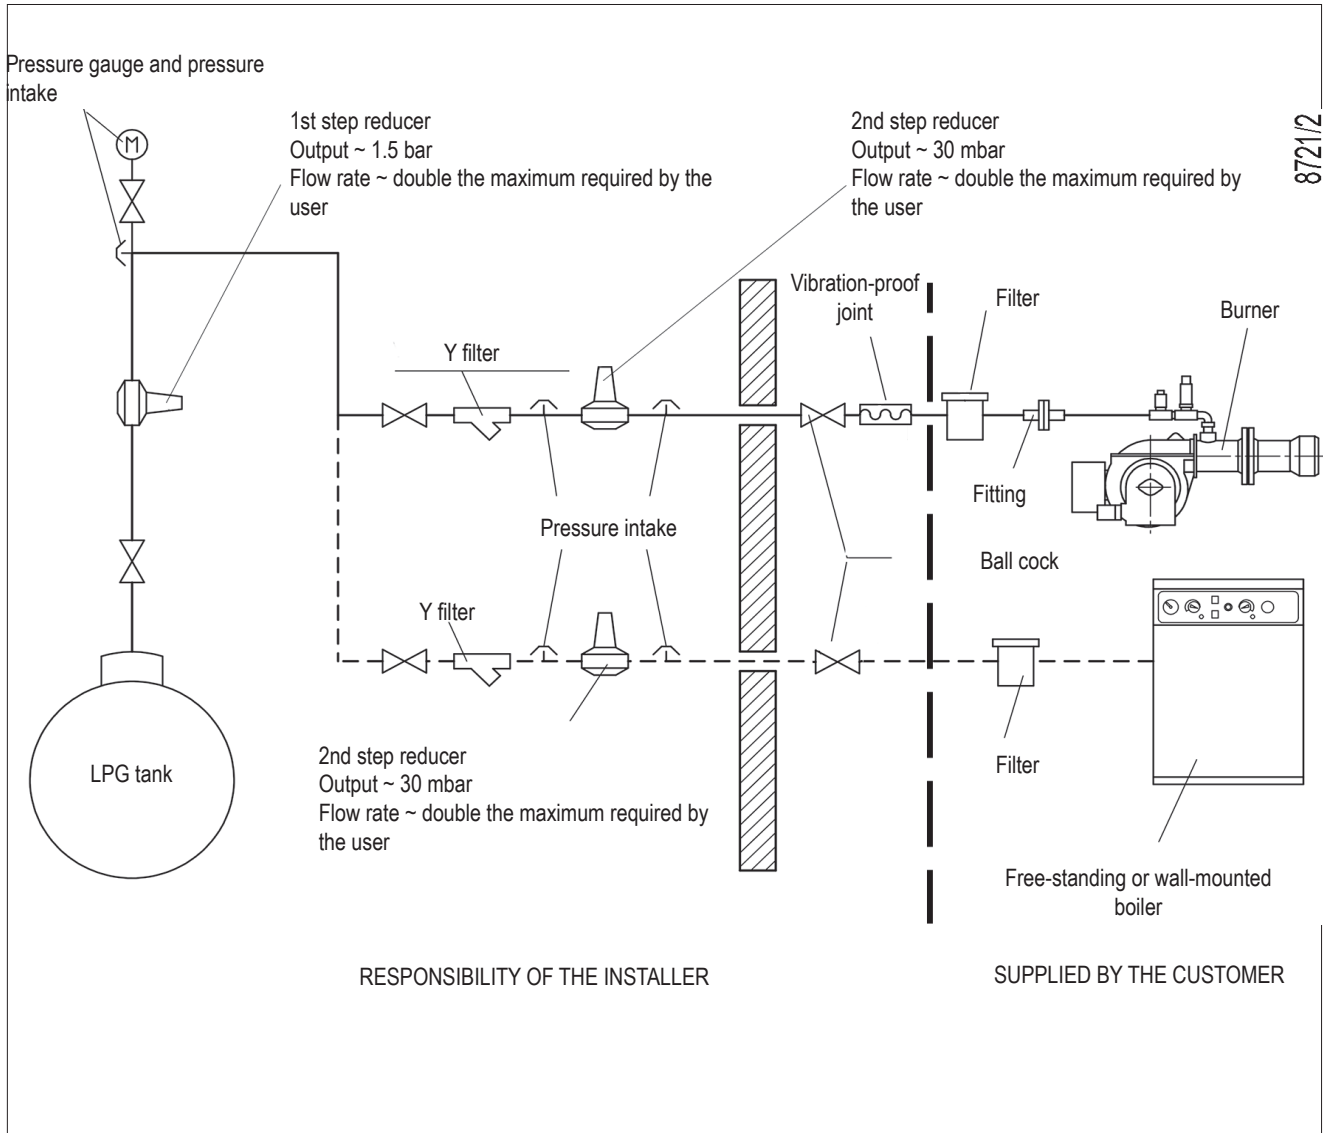 Pressure gauge and pressure
intake
M
1st step reducer
Output ~ 1.5 bar
Flow rate ~ double the maximum required by the
user
2nd step reducer
Output ~ 30 mbar
Flow rate ~ double the maximum required by
the user
8721/2
Vibration-proof
joint
Filter
Burner
Y filter
Fitting
Pressure intake
Ball cock
Y filter
LPG tank
2nd step reducer
Output ~ 30 mbar
Flow rate ~ double the maximum required by
the user
Filter
Free-standing or wall-mounted
boiler
RESPONSIBILITY OF THE INSTALLER
SUPPLIED BY THE CUSTOMER